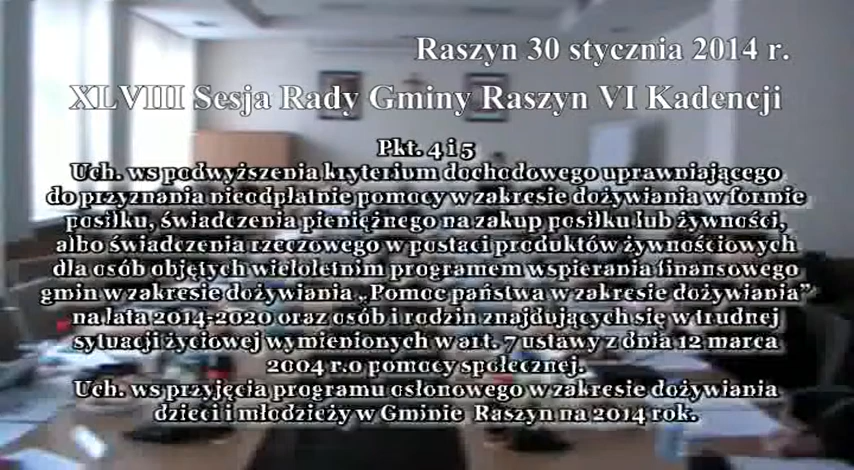 Raszyn 30 stycznia 2014 r.
XLVIII Sesja Rady Gminy Raszyn VI Kadencji
Pkt. 4 i 5
Uch. ws podwyższenia kryterium dochodowego uprawniającego
do przyznania nieodpłatnie pomocy w zakresie dożywiania w formie
posiłku, świadczenia pieniężnego na zakup posiłku lub żywności,
albo świadczenia rzeczowego w postaci produktów żywnościowych
dla osób objętych wieloletnim programem wspierania finansowego
gmin w zakresie dożywiania „Pomoc państwa w zakresie dożywiania”
na lata 2014-2020 oraz osób i rodzin znajdujących się w trudnej
sytuacji życiowej wymienionych w art. 7 ustawy z dnia 12 marca
2004 r.o pomocy społecznej.
Uch. ws przyjęcia programu osłonowego w zakresie dożywiania
dzieci i młodzieży w Gminie Raszyn na 2014 rok.